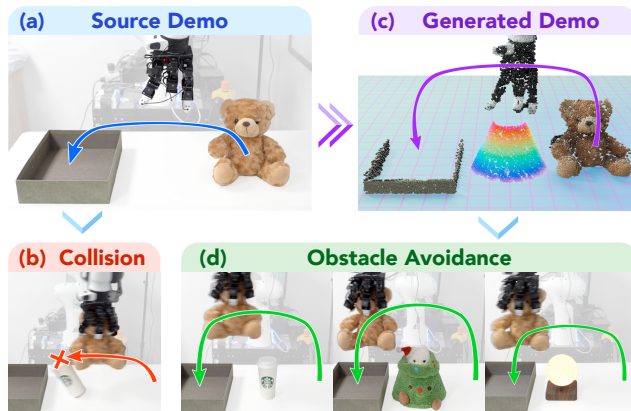 (a) Source Demo
(c) Generated Demo
(b) Collision
(d) Obstacle Avoidance